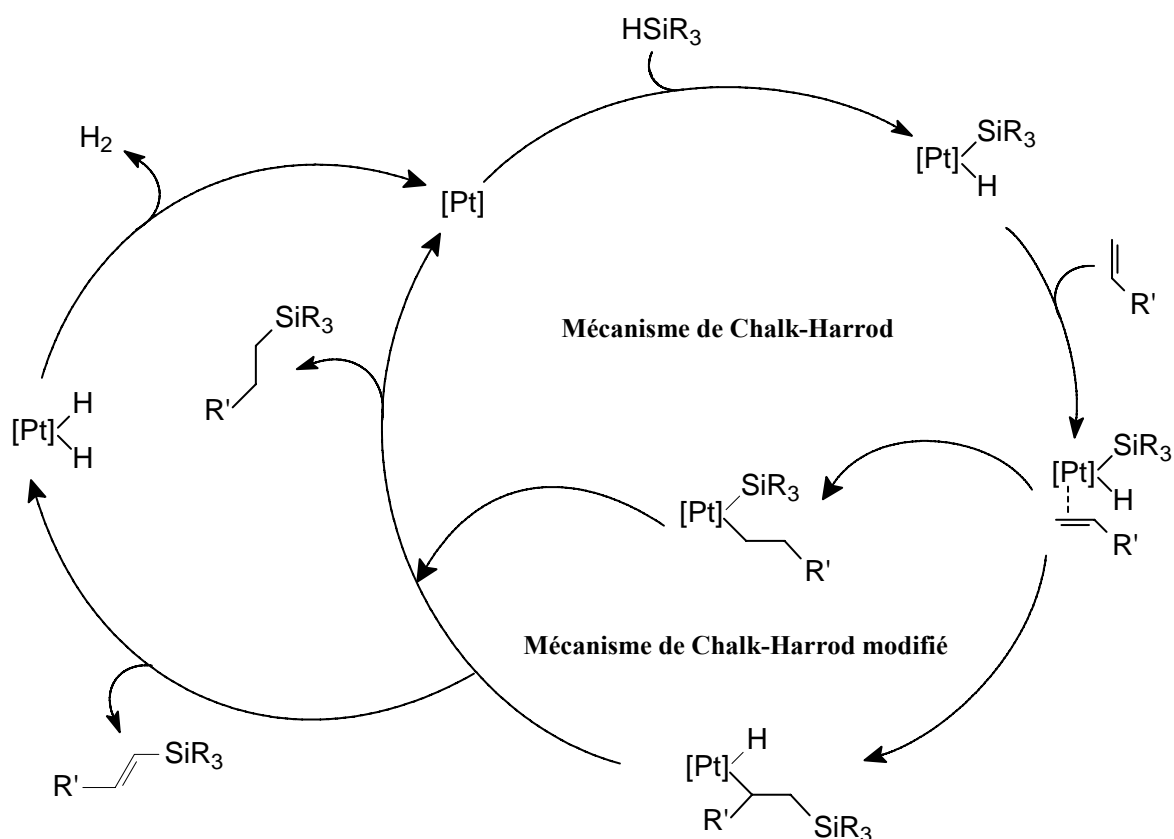 HSiR₃
SiR₃
[Pt]
H
H₂
[Pt]
R'
SiR₃
Mécanisme de Chalk-Harrod
R'
H
[Pt]
H
SiR₃
[Pt]
H
R'
SiR₃
[Pt]
R'
Mécanisme de Chalk-Harrod modifié
H
[Pt]
R'
SiR₃
SiR₃
R'